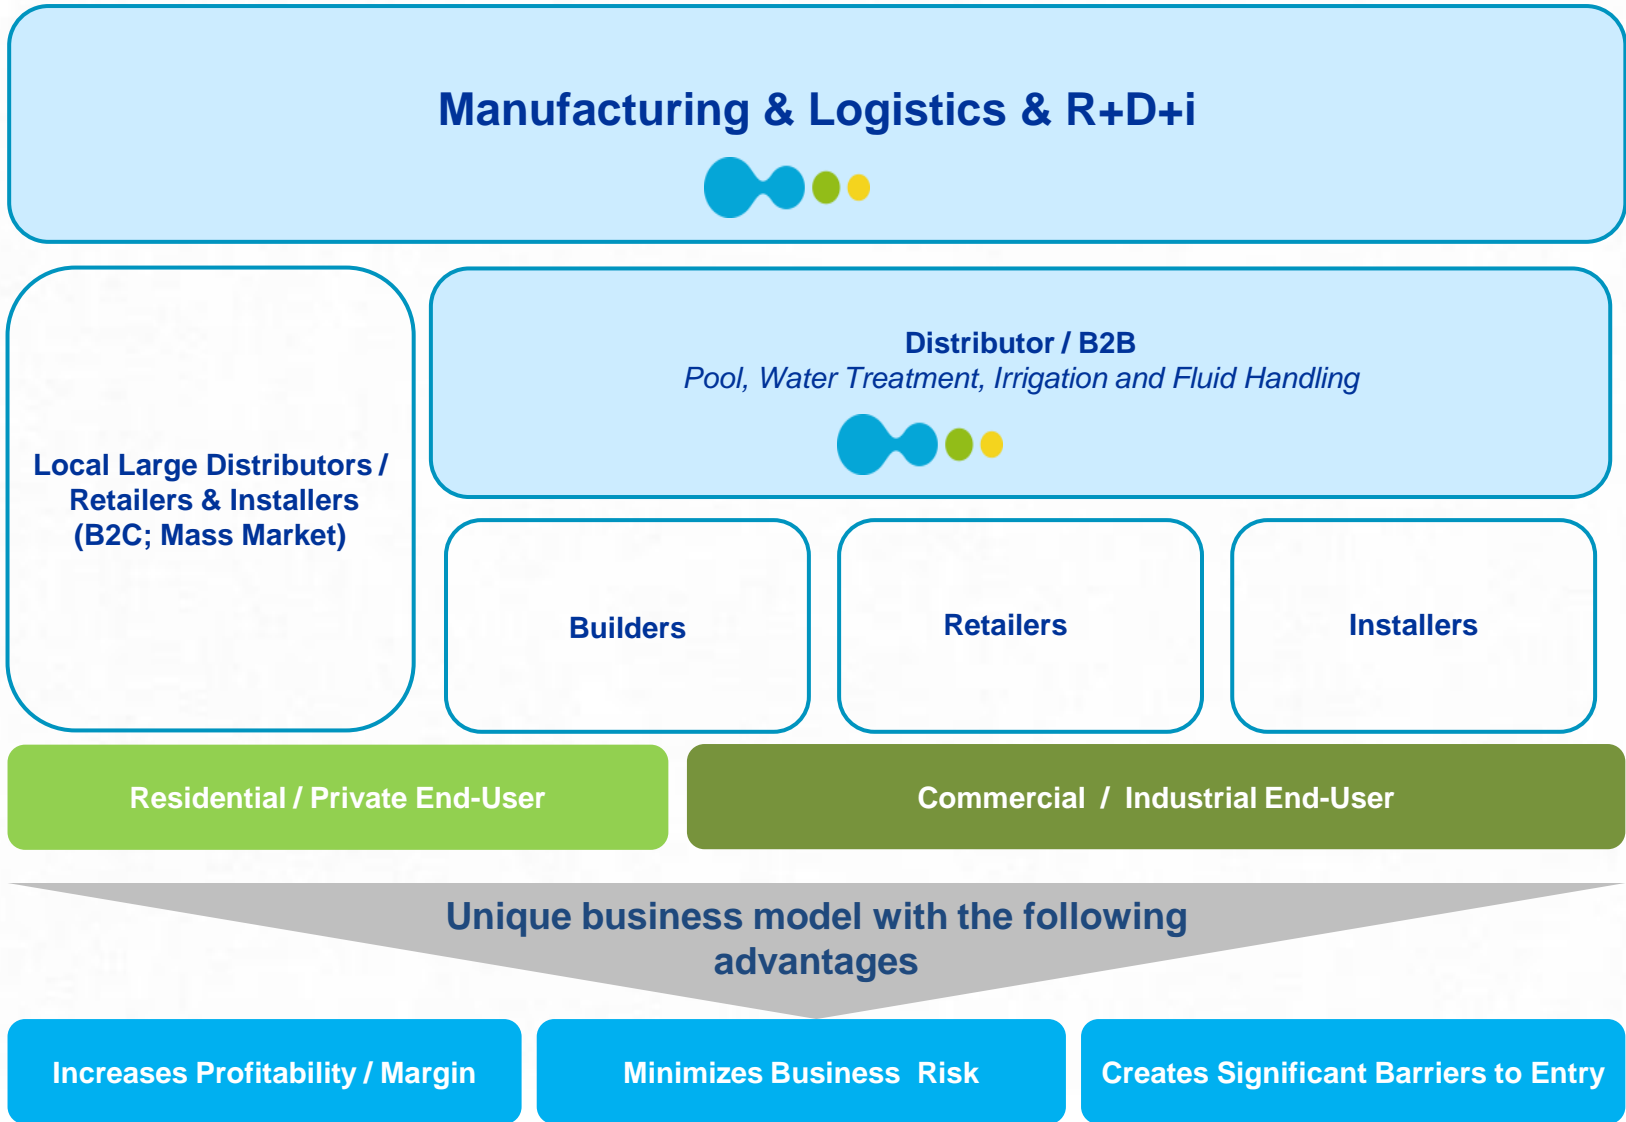 Manufacturing & Logistics & R+D+i
Distributor / B2B
Pool, Water Treatment, Irrigation and Fluid Handling
Local Large Distributors /
Retailers & Installers
(B2C; Mass Market)
Builders
Retailers
Installers
Residential / Private End-User
Commercial / Industrial End-User
Unique business model with the following
advantages
Increases Profitability / Margin
Minimizes Business Risk
Creates Significant Barriers to Entry